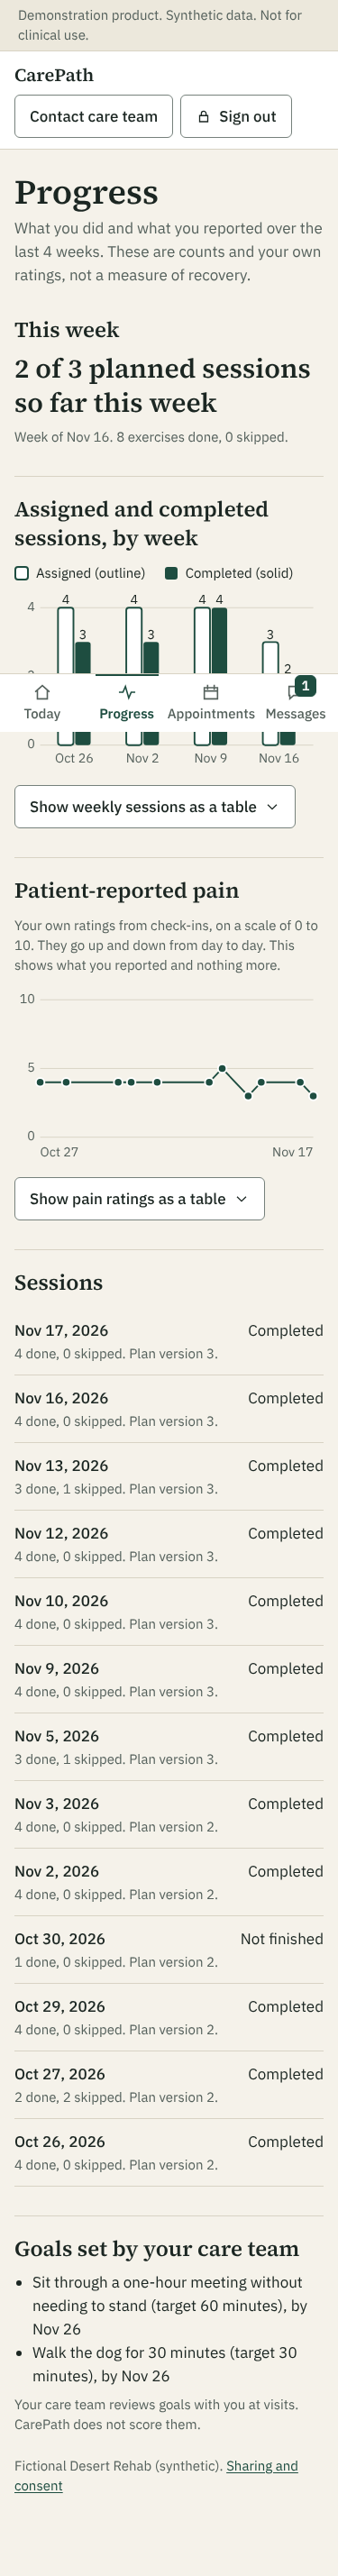 Demonstration product. Synthetic data. Not for
clinical use.
CarePath
Contact care team
Sign out
Progress
What you did and what you reported over the
last 4 weeks. These are counts and your own
ratings, not a measure of recovery.
This week
2 of 3 planned sessions
so far this week
Week of Nov 16. 8 exercises done, 0 skipped.
Assigned and completed
sessions, by week
Assigned (outline) Completed (solid)
4 4 3 4 3 4 4 3 2
1
Today Progress Appointments Messages
0
Oct 26 Nov 2 Nov 9 Nov 16
Show weekly sessions as a table
Patient-reported pain
Your own ratings from check-ins, on a scale of 0 to
10. They go up and down from day to day. This
shows what you reported and nothing more.
10
5
0
Oct 27 Nov 17
Show pain ratings as a table
Sessions
Nov 17, 2026 Completed
4 done, 0 skipped. Plan version 3.
Nov 16, 2026 Completed
4 done, 0 skipped. Plan version 3.
Nov 13, 2026 Completed
3 done, 1 skipped. Plan version 3.
Nov 12, 2026 Completed
4 done, 0 skipped. Plan version 3.
Nov 10, 2026 Completed
4 done, 0 skipped. Plan version 3.
Nov 9, 2026 Completed
4 done, 0 skipped. Plan version 3.
Nov 5, 2026 Completed
3 done, 1 skipped. Plan version 3.
Nov 3, 2026 Completed
4 done, 0 skipped. Plan version 2.
Nov 2, 2026 Completed
4 done, 0 skipped. Plan version 2.
Oct 30, 2026 Not finished
1 done, 0 skipped. Plan version 2.
Oct 29, 2026 Completed
4 done, 0 skipped. Plan version 2.
Oct 27, 2026 Completed
2 done, 2 skipped. Plan version 2.
Oct 26, 2026 Completed
4 done, 0 skipped. Plan version 2.
Goals set by your care team
• Sit through a one-hour meeting without
needing to stand (target 60 minutes), by
Nov 26
• Walk the dog for 30 minutes (target 30
minutes), by Nov 26
Your care team reviews goals with you at visits.
CarePath does not score them.
Fictional Desert Rehab (synthetic). Sharing and
consent